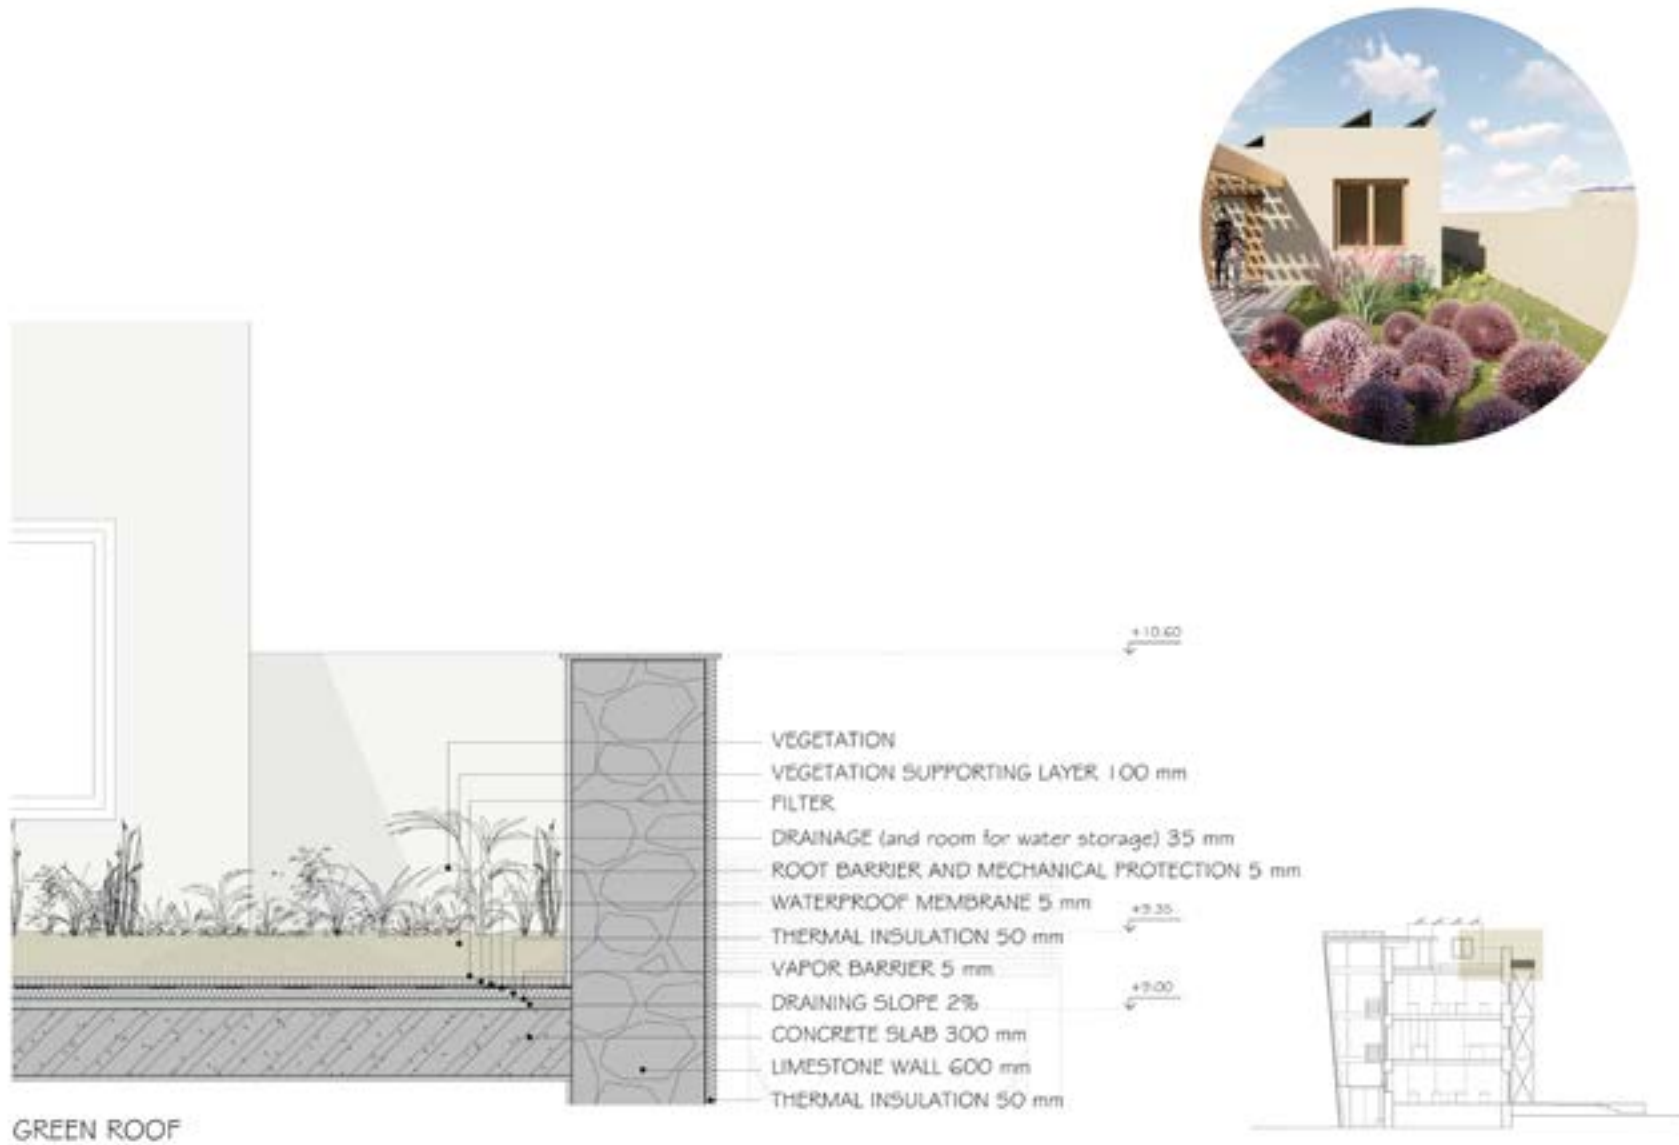 +10.60
VEGETATION
VEGETATION SUPPORTING LAYER 100 mm
FILTER
DRAINAGE (and room for water storage) 35 mm
ROOT BARRIER AND MECHANICAL PROTECTION 5 mm
WATERPROOF MEMBRANE 5 mm
+9.35
THERMAL INSULATION 50 mm
VAPOR BARRIER 5 mm
+9.00
DRAINING SLOPE 2%
CONCRETE SLAB 300 mm
LIMESTONE WALL 600 mm
THERMAL INSULATION 50 mm
GREEN ROOF